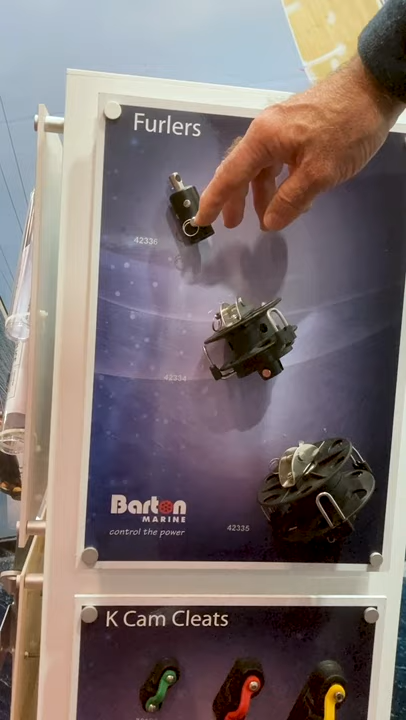 Furlers
42336
42334
42335
Barton
MARINE
control the power
K Cam Cleats